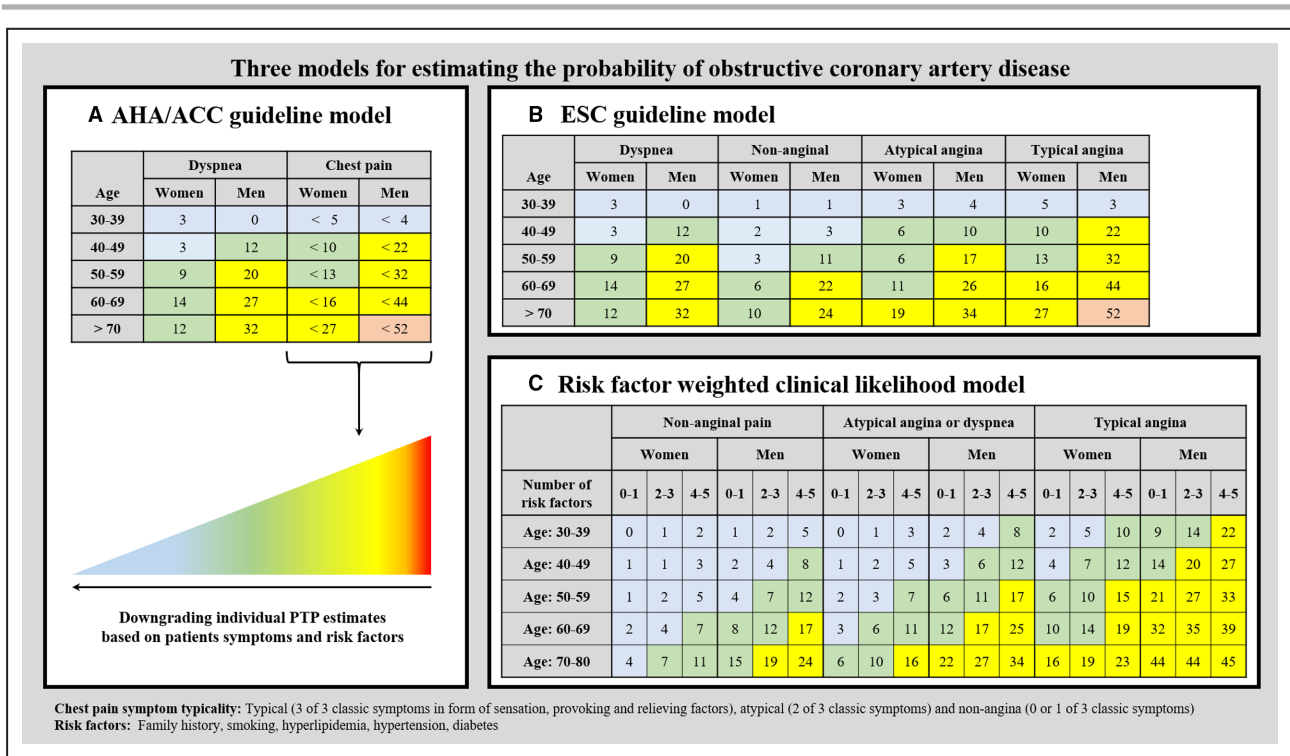 Three models for estimating the probability of obstructive coronary artery disease
A AHA/ACC guideline model
Dyspnea Chest pain
Age Women Men Women Men
30-39 3 0 < 5 < 4
40-49 3 12 < 10 < 22
50-59 9 20 < 13 < 32
60-69 14 27 < 16 < 44
> 70 12 32 < 27 < 52
Downgrading individual PTP estimates
based on patients symptoms and risk factors
B ESC guideline model
Dyspnea Non-anginal Atypical angina Typical angina
Age Women Men Women Men Women Men Women Men
30-39 3 0 1 1 3 4 5 3
40-49 3 12 2 3 6 10 10 22
50-59 9 20 3 11 6 17 13 32
60-69 14 27 6 22 11 26 16 44
> 70 12 32 10 24 19 34 27 52
C Risk factor weighted clinical likelihood model
Non-anginal pain Atypical angina or dyspnea Typical angina
Women Men Women Men Women Men
Number of
risk factors 0-1 2-3 4-5 0-1 2-3 4-5 0-1 2-3 4-5 0-1 2-3 4-5 0-1 2-3 4-5 0-1 2-3 4-5
Age: 30-39 0 1 2 1 2 5 0 1 3 2 4 8 2 5 10 9 14 22
Age: 40-49 1 1 3 2 4 8 1 2 5 3 6 12 4 7 12 14 20 27
Age: 50-59 1 2 5 4 7 12 2 3 7 6 11 17 6 10 15 21 27 33
Age: 60-69 2 4 7 8 12 17 3 6 11 12 17 25 10 14 19 32 35 39
Age: 70-80 4 7 11 15 19 24 6 10 16 22 27 34 16 19 23 44 44 45
Chest pain symptom typicality: Typical (3 of 3 classic symptoms in form of sensation, provoking and relieving factors), atypical (2 of 3 classic symptoms) and non-angina (0 or 1 of 3 classic symptoms)
Risk factors: Family history, smoking, hyperlipidemia, hypertension, diabetes